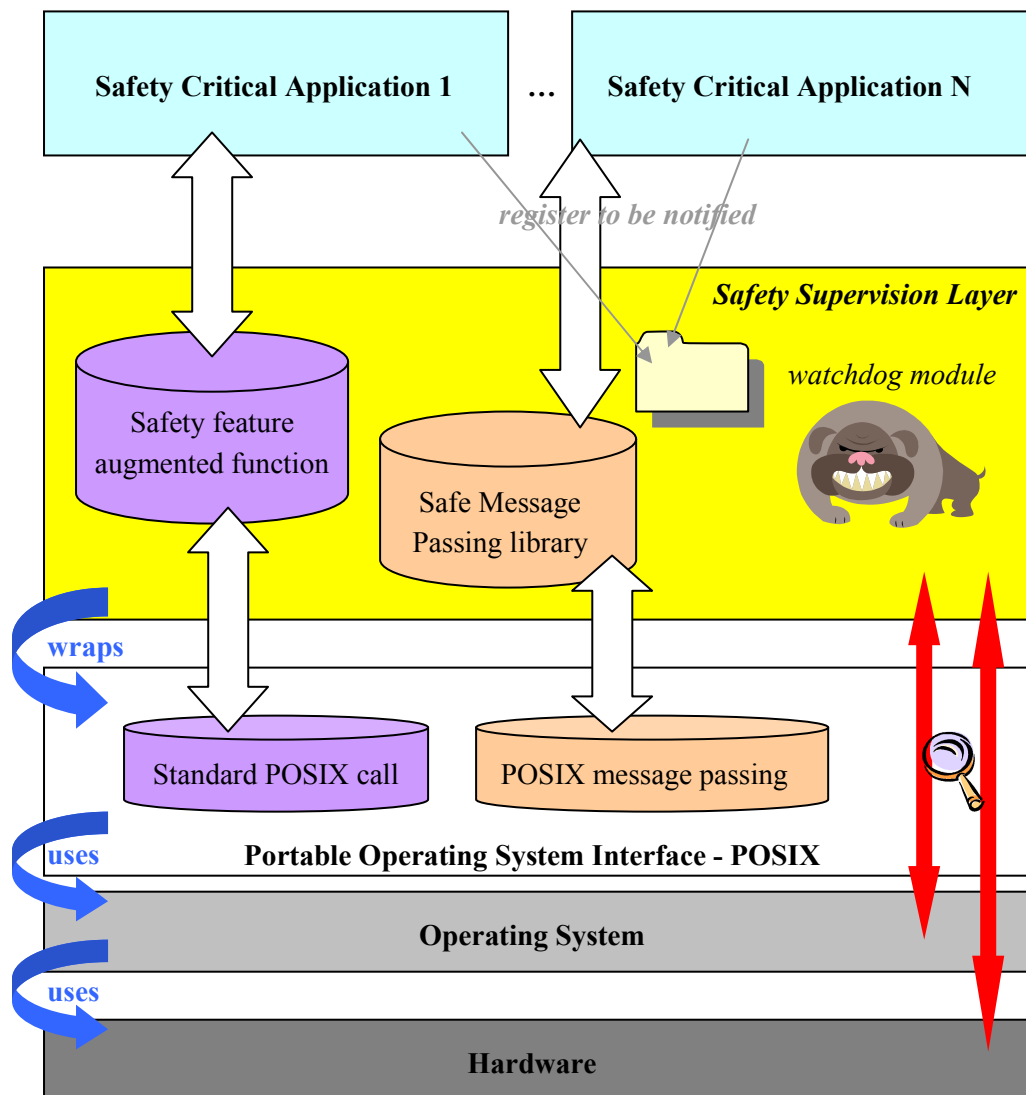 Safety Critical Application 1
...
Safety Critical Application N
register to be notified
Safety Supervision Layer
watchdog module
Safety feature
augmented function
Safe Message
Passing library
wraps
Standard POSIX call
POSIX message passing
uses
Portable Operating System Interface - POSIX
Operating System
uses
Hardware